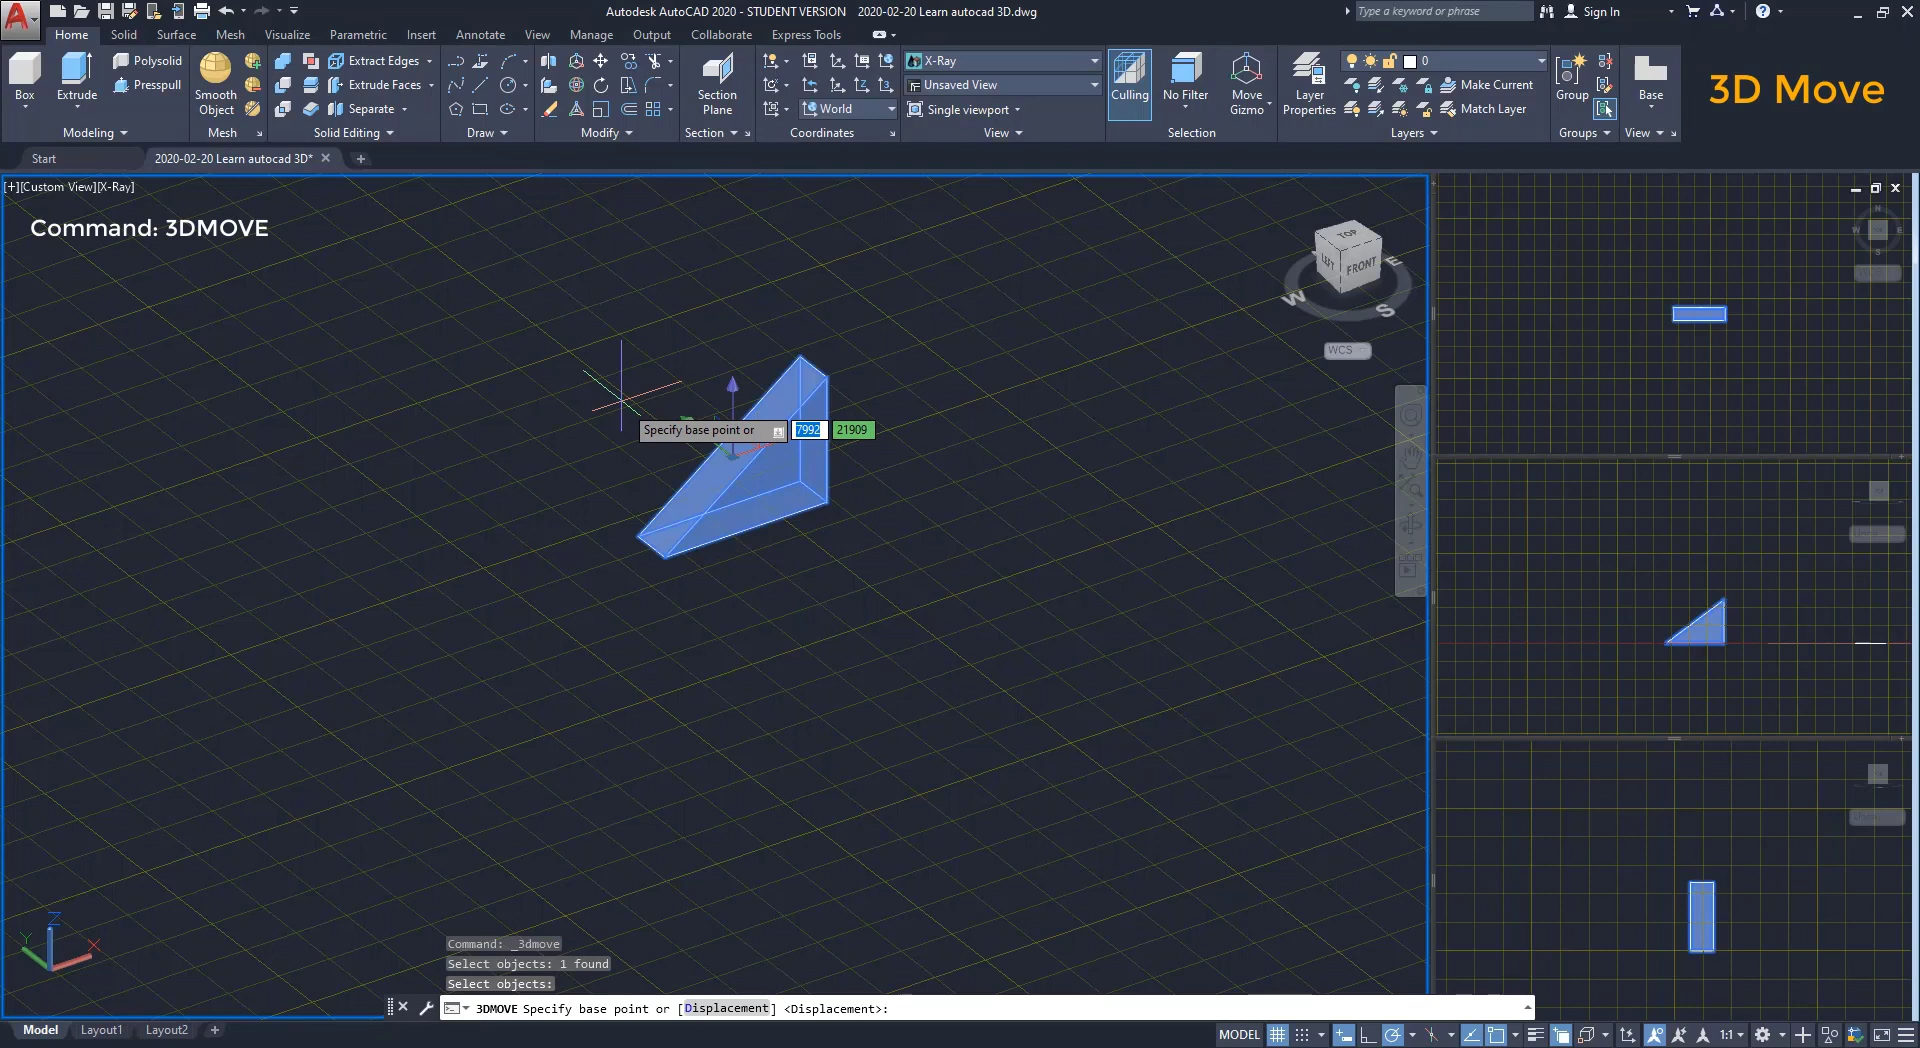 Autodesk AutoCAD 2020 - STUDENT VERSION 2020-02-20 Learn autocad 3D.dwg
Type a keyword or phrase
Sign In
Home Solid Surface Mesh Visualize Parametric Insert Annotate View Manage Output Collaborate Express Tools
Box
Extrude
Polysolid
Presspull
Smooth Object
Extract Edges
Extrude Faces
Separate
Section Plane
World
X-Ray
Unsaved View
Single viewport
Culling
No Filter
Move Gizmo
Layer Properties
0
Make Current
Match Layer
Group
Base
Modeling Mesh Solid Editing Draw Modify Section Coordinates View Selection Layers Groups View
3D Move
Start
2020-02-20 Learn autocad 3D*
[+][Custom View][X-Ray]
Command: 3DMOVE
TOP
LEFT
FRONT
E
W
S
WCS
N
W
E
S
Specify base point or
7992
21909
Z
Y
X
Command: _3dmove
Select objects: 1 found
Select objects:
3DMOVE Specify base point or [Displacement] <Displacement>:
Model Layout1 Layout2
MODEL
1:1